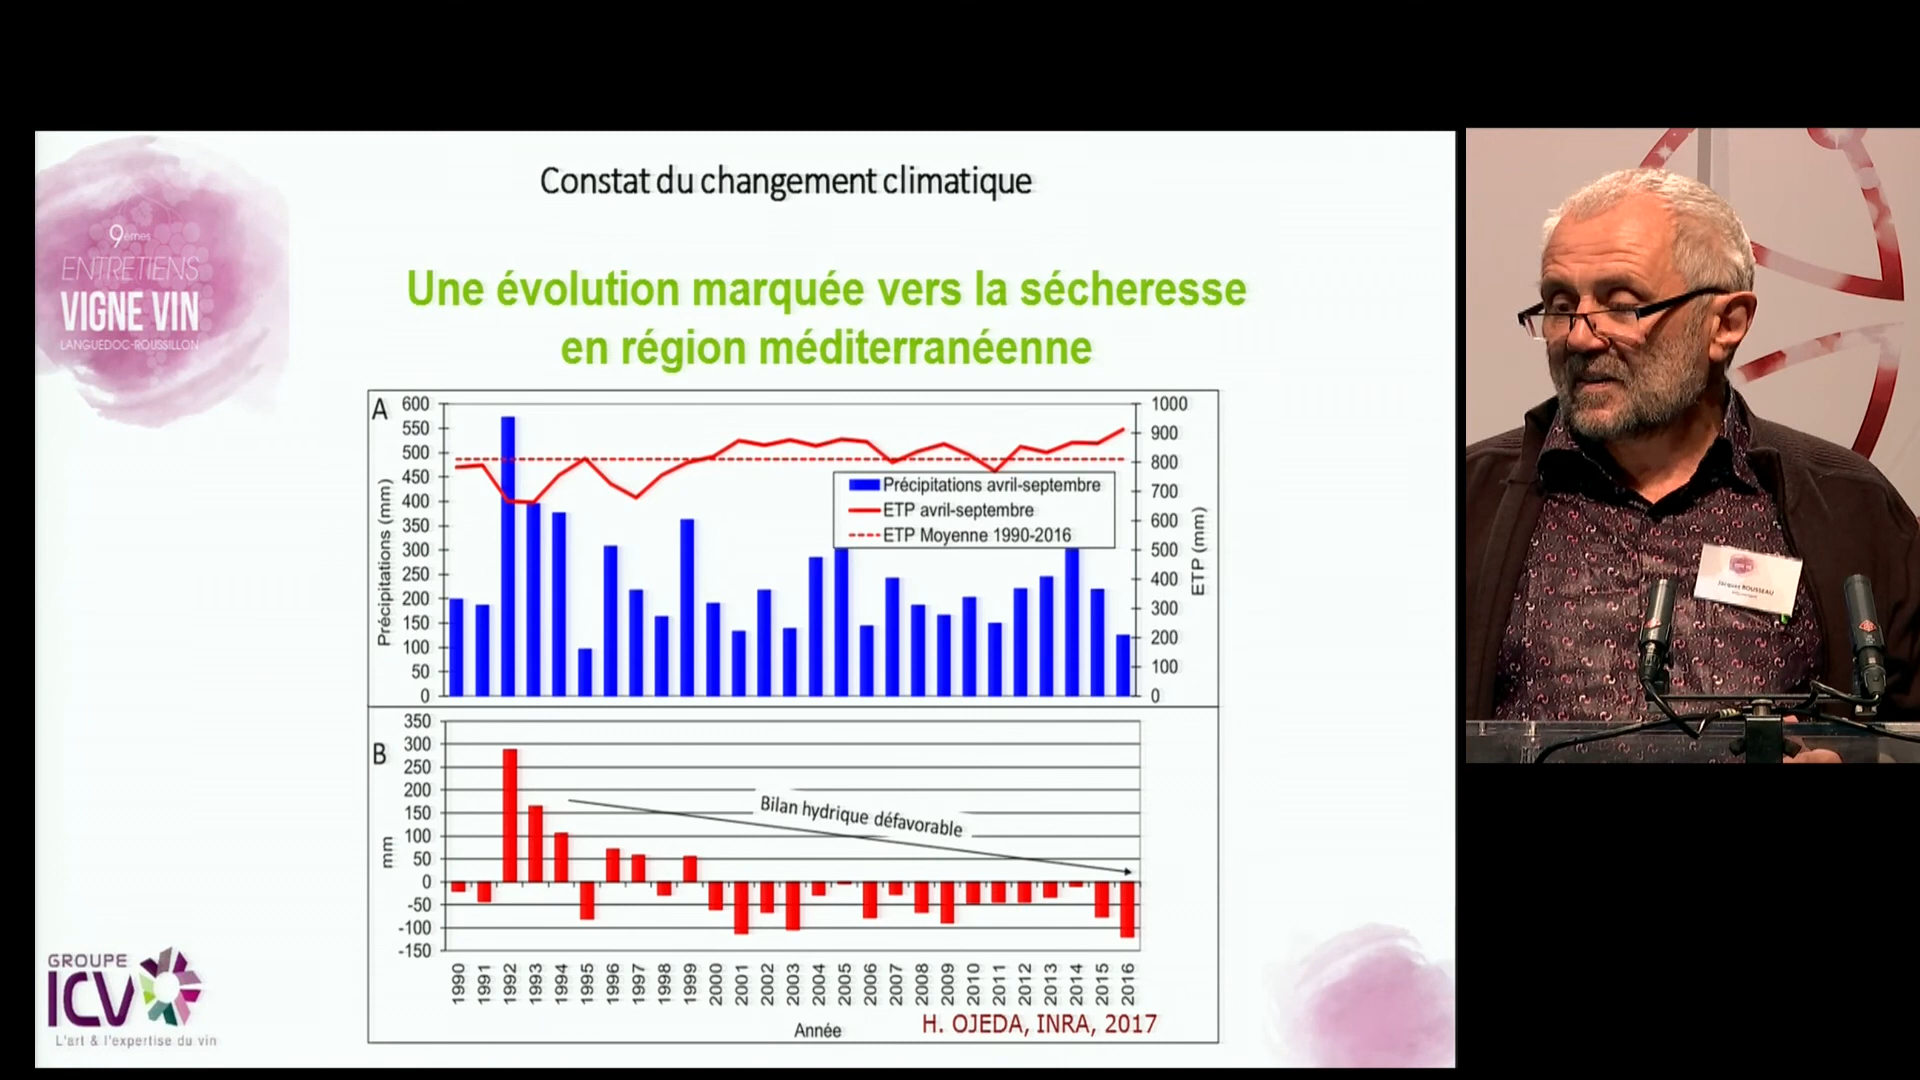 Constat du changement climatique
9èmes
ENTRETIENS
VIGNE VIN
LANGUEDOC-ROUSSILLON
Une évolution marquée vers la sécheresse
en région méditerranéenne
A
600
550
500
450
400
350
300
250
200
150
100
50
0
Précipitations (mm)
1000
900
800
700
600
500
400
300
200
100
0
ETP (mm)
Précipitations avril-septembre
ETP avril-septembre
ETP Moyenne 1990-2016
B
350
300
250
200
150
100
50
0
-50
-100
-150
mm
Bilan hydrique défavorable
1990 1991 1992 1993 1994 1995 1996 1997 1998 1999 2000 2001 2002 2003 2004 2005 2006 2007 2008 2009 2010 2011 2012 2013 2014 2015 2016
Année
H. OJEDA, INRA, 2017
GROUPE
ICV
L'art & l'expertise du vin
Jacques ROUSSEAU